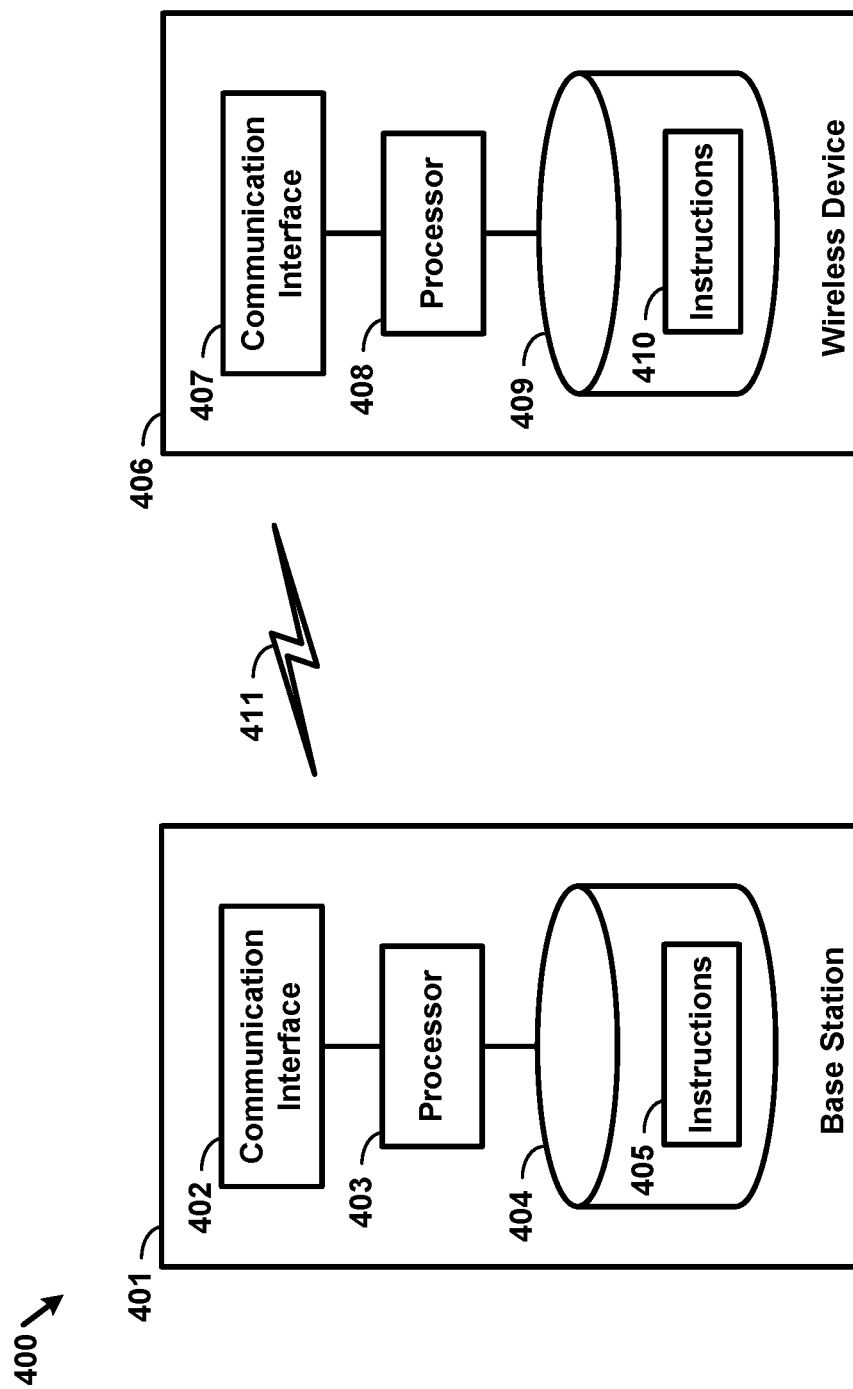 400
401
402
Communication
Interface
403
Processor
404
405
Instructions
Base Station
411
406
407
Communication
Interface
408
Processor
409
410
Instructions
Wireless Device